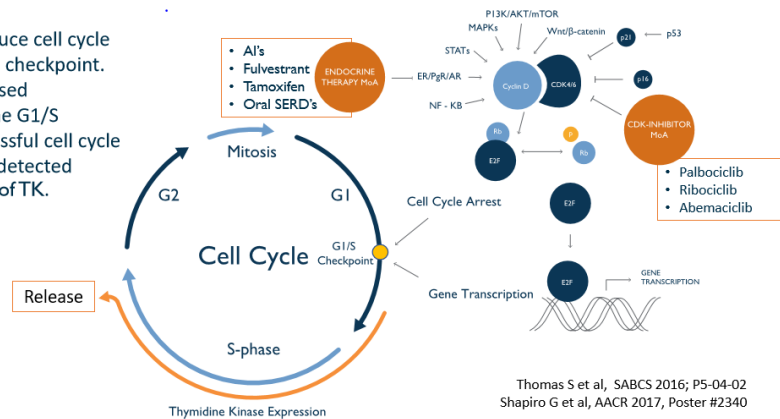 uce cell cycle
checkpoint.
sed
ne G1/S
ssful cell cycle
detected
of TK.
• AI's
• Fulvestrant
• Tamoxifen
• Oral SERD's
ENDOCRINE
THERAPY MoA
P13K/AKT/mTOR
MAPKs
Wnt/β-catenin
STATs
ER/PgR/AR
NF - KB
Cyclin D
CDK4/6
p21
p53
p16
CDK-INHIBITOR
MoA
• Palbociclib
• Ribociclib
• Abemaciclib
Rb
E2F
P
Rb
E2F
E2F
GENE
TRANSCRIPTION
Mitosis
G2
G1
Cell Cycle
G1/S
Checkpoint
Cell Cycle Arrest
Gene Transcription
Release
S-phase
Thymidine Kinase Expression
Thomas S et al, SABCS 2016; P5-04-02
Shapiro G et al, AACR 2017, Poster #2340